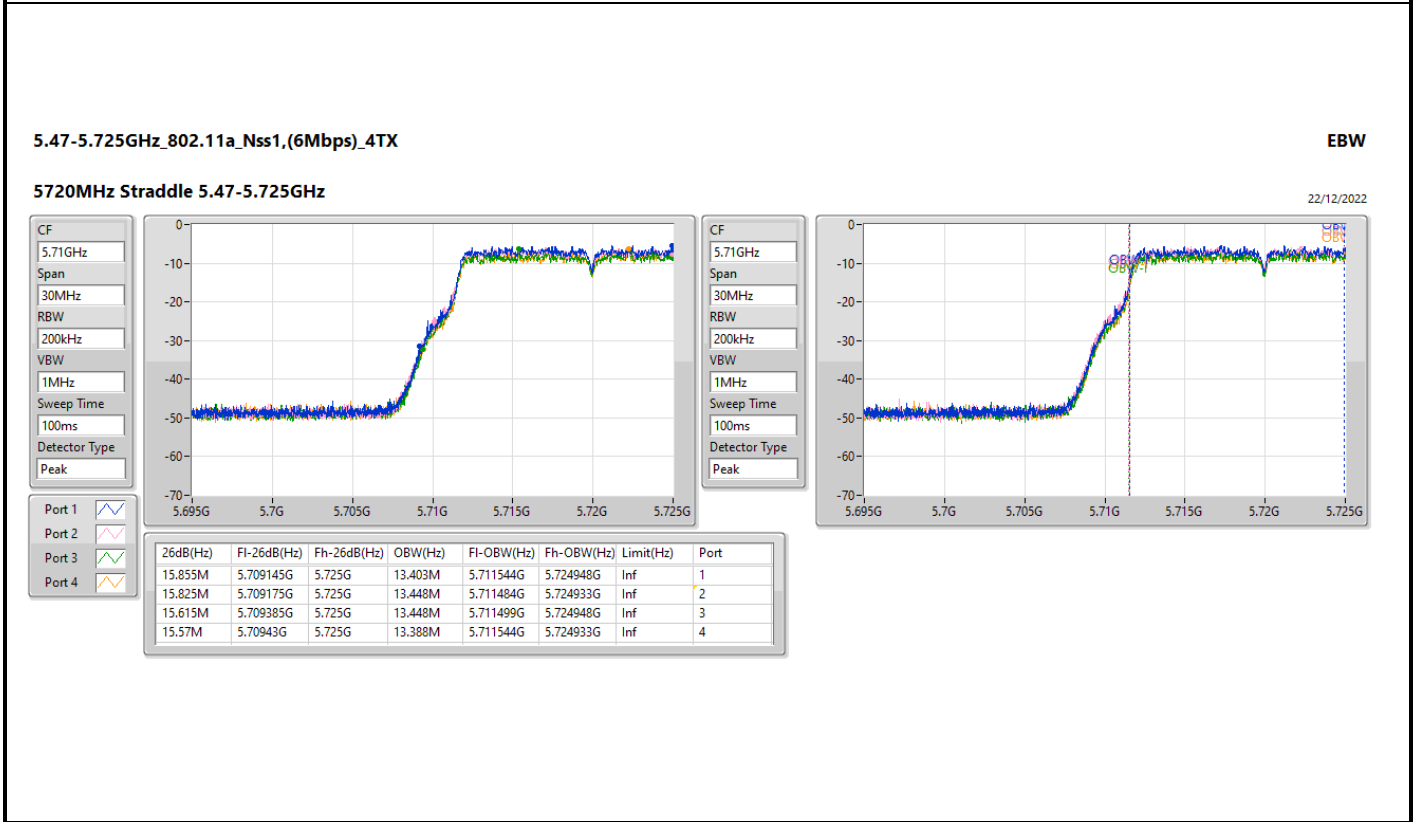 5.47-5.725GHz_802.11a_Nss1,(6Mbps)_4TX
EBW
5720MHz Straddle 5.47-5.725GHz
22/12/2022
CF
5.71GHz
Span
30MHz
RBW
200kHz
VBW
1MHz
Sweep Time
100ms
Detector Type
Peak
0
-10
-20
-30
-40
-50
-60
-70
5.695G 5.7G 5.705G 5.71G 5.715G 5.72G 5.725G
CF
5.71GHz
Span
30MHz
RBW
200kHz
VBW
1MHz
Sweep Time
100ms
Detector Type
Peak
0
-10
-20
-30
-40
-50
-60
-70
5.695G 5.7G 5.705G 5.71G 5.715G 5.72G 5.725G
Port 1
Port 2
Port 3
Port 4
26dB(Hz) Fl-26dB(Hz) Fh-26dB(Hz) OBW(Hz) Fl-OBW(Hz) Fh-OBW(Hz) Limit(Hz) Port
15.855M 5.709145G 5.725G 13.403M 5.711544G 5.724948G Inf 1
15.825M 5.709175G 5.725G 13.448M 5.711484G 5.724933G Inf 2
15.615M 5.709385G 5.725G 13.448M 5.711499G 5.724948G Inf 3
15.57M 5.70943G 5.725G 13.388M 5.711544G 5.724933G Inf 4